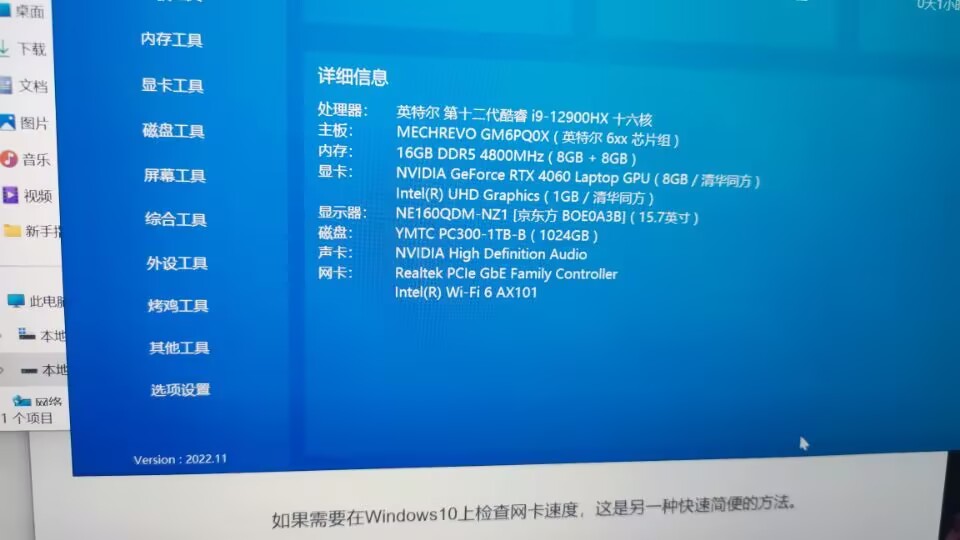 桌面
0天1小
下载
内存工具
文档
显卡工具
图片
磁盘工具
音乐
屏幕工具
视频
综合工具
新手
外设工具
此电脑
烤鸡工具
本地
其他工具
本地
选项设置
网络
1 个项目
Version : 2022.11
详细信息
处理器: 英特尔 第十二代酷睿 i9-12900HX 十六核
主板: MECHREVO GM6PQ0X ( 英特尔 6xx 芯片组 )
内存: 16GB DDR5 4800MHz ( 8GB + 8GB )
显卡: NVIDIA GeForce RTX 4060 Laptop GPU ( 8GB / 清华同方 )
Intel(R) UHD Graphics ( 1GB / 清华同方 )
显示器: NE160QDM-NZ1 [京东方 BOE0A3B] ( 15.7英寸 )
磁盘: YMTC PC300-1TB-B ( 1024GB )
声卡: NVIDIA High Definition Audio
网卡: Realtek PCIe GbE Family Controller
Intel(R) Wi-Fi 6 AX101
如果需要在Windows10上检查网卡速度，这是另一种快速简便的方法。